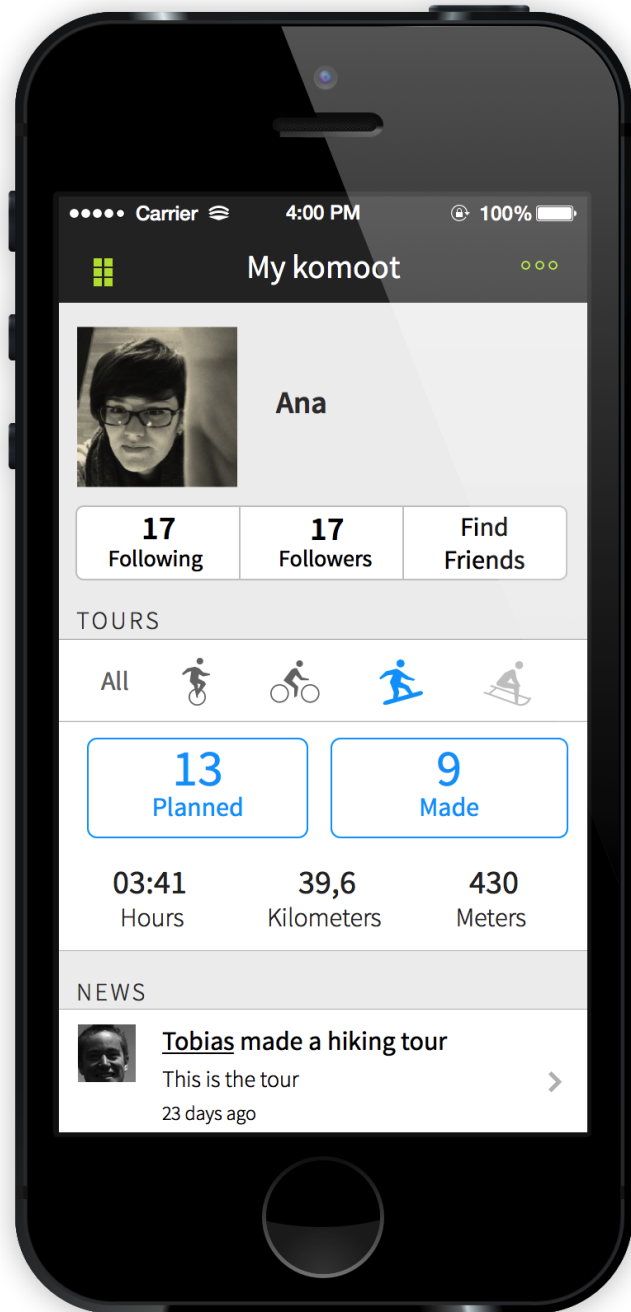 Carrier 4:00 PM 100%
My komoot
Ana
17
Following
17
Followers
Find
Friends
TOURS
All
13
Planned
9
Made
03:41
Hours
39,6
Kilometers
430
Meters
NEWS
Tobias made a hiking tour
This is the tour
23 days ago